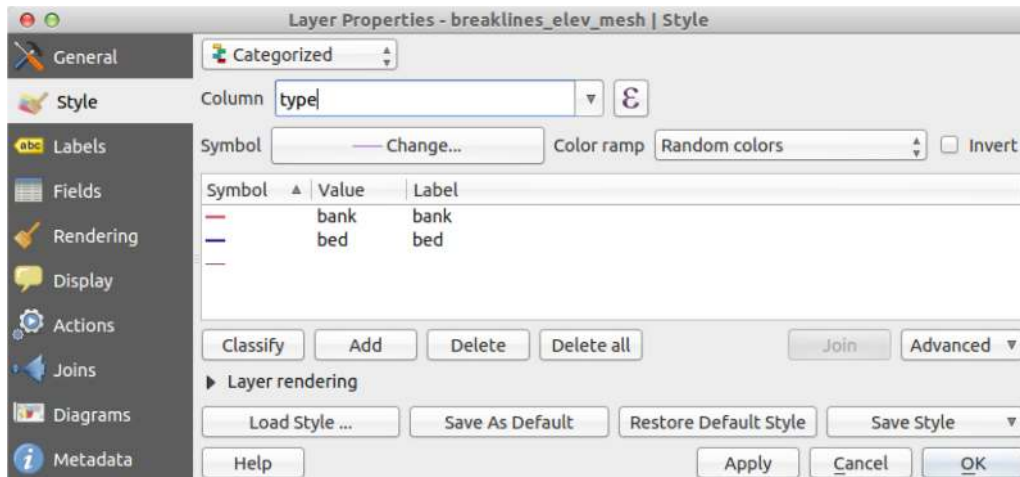 Layer Properties - breaklines_elev_mesh | Style
General
Style
abc Labels
Fields
Rendering
Display
Actions
Joins
Diagrams
i Metadata
Categorized
Column type ε
Symbol Change... Color ramp Random colors Invert
Symbol Value Label
bank bank
bed bed
Classify Add Delete Delete all Join Advanced
Layer rendering
Load Style ... Save As Default Restore Default Style Save Style
Help Apply Cancel OK